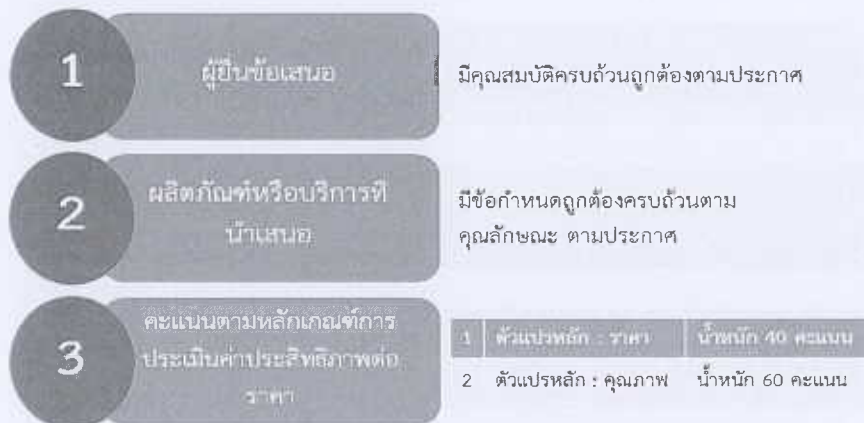 1
ผู้ยื่นข้อเสนอ
มีคุณสมบัติครบถ้วนถูกต้องตามประกาศ
2
ผลิตภัณฑ์หรือบริการที่
นำเสนอ
มีข้อกำหนดถูกต้องครบถ้วนตาม
คุณลักษณะ ตามประกาศ
3
คะแนนตามหลักเกณฑ์การ
ประเมินค่าประสิทธิภาพต่อ
ราคา
1 ตัวแปรหลัก : ราคา น้ำหนัก 40 คะแนน
2 ตัวแปรหลัก : คุณภาพ น้ำหนัก 60 คะแนน